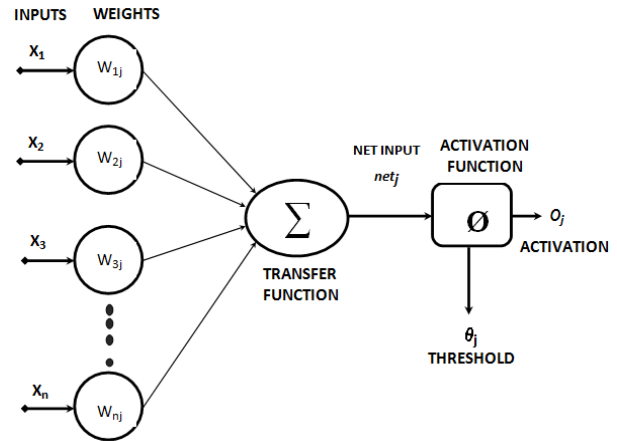 INPUTS
WEIGHTS
X1
W1j
X2
W2j
X3
W3j
Xn
Wnj
Σ
TRANSFER
FUNCTION
NET INPUT
netj
ACTIVATION
FUNCTION
Ø
Oj
ACTIVATION
θj
THRESHOLD